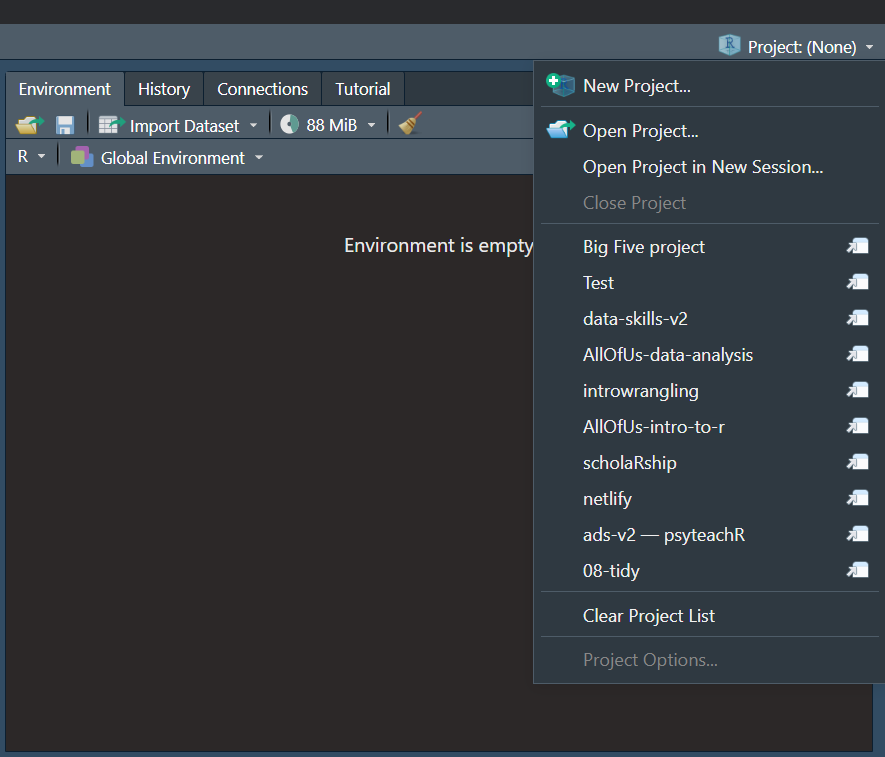 Project: (None)
Environment History Connections Tutorial
Import Dataset 88 MiB
R Global Environment
Environment is empty
New Project...
Open Project...
Open Project in New Session...
Close Project
Big Five project
Test
data-skills-v2
AllOfUs-data-analysis
introwrangling
AllOfUs-intro-to-r
scholaRship
netlify
ads-v2 — psyteachR
08-tidy
Clear Project List
Project Options...